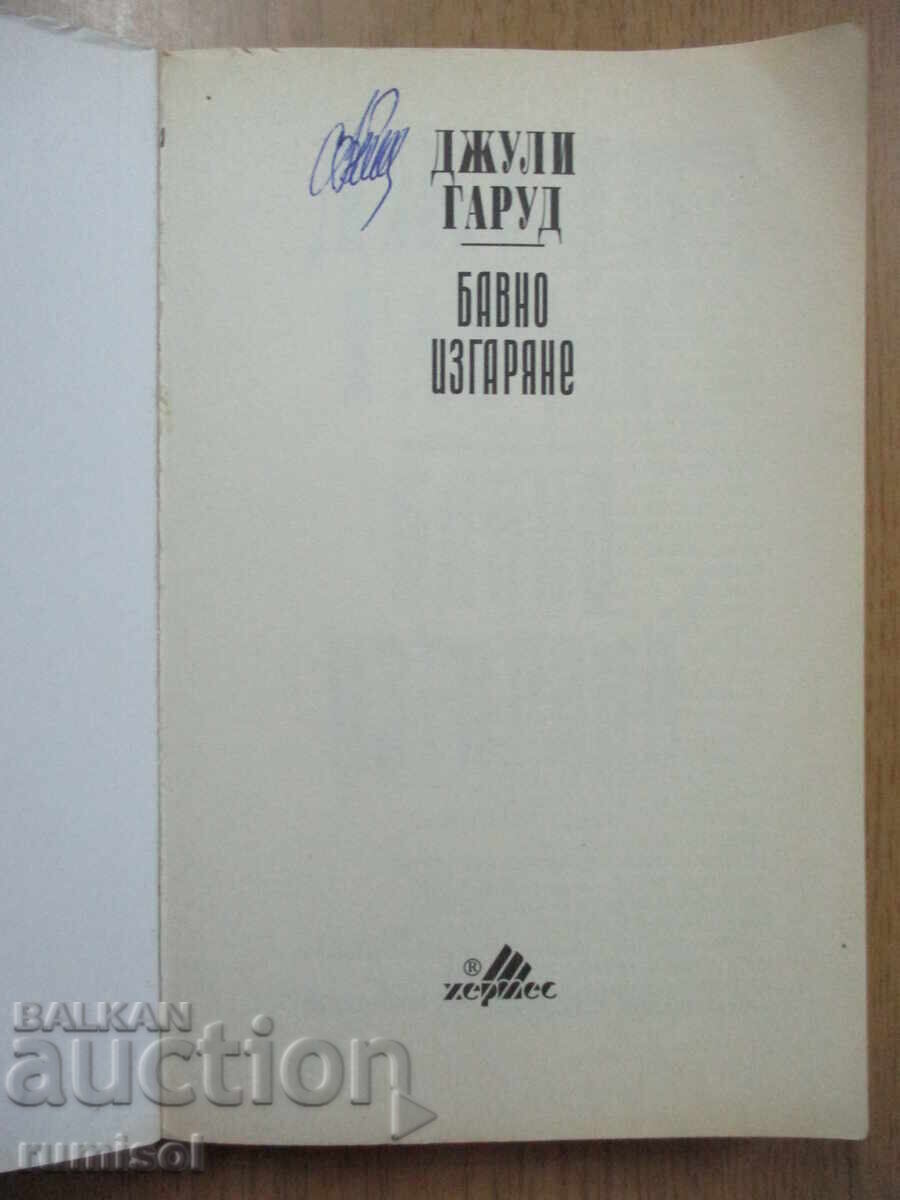 ДЖУЛИ
ГАРУД
БАВНО
ИЗГАРЯНЕ
®
хермес
BALKAN
auction
rumisol